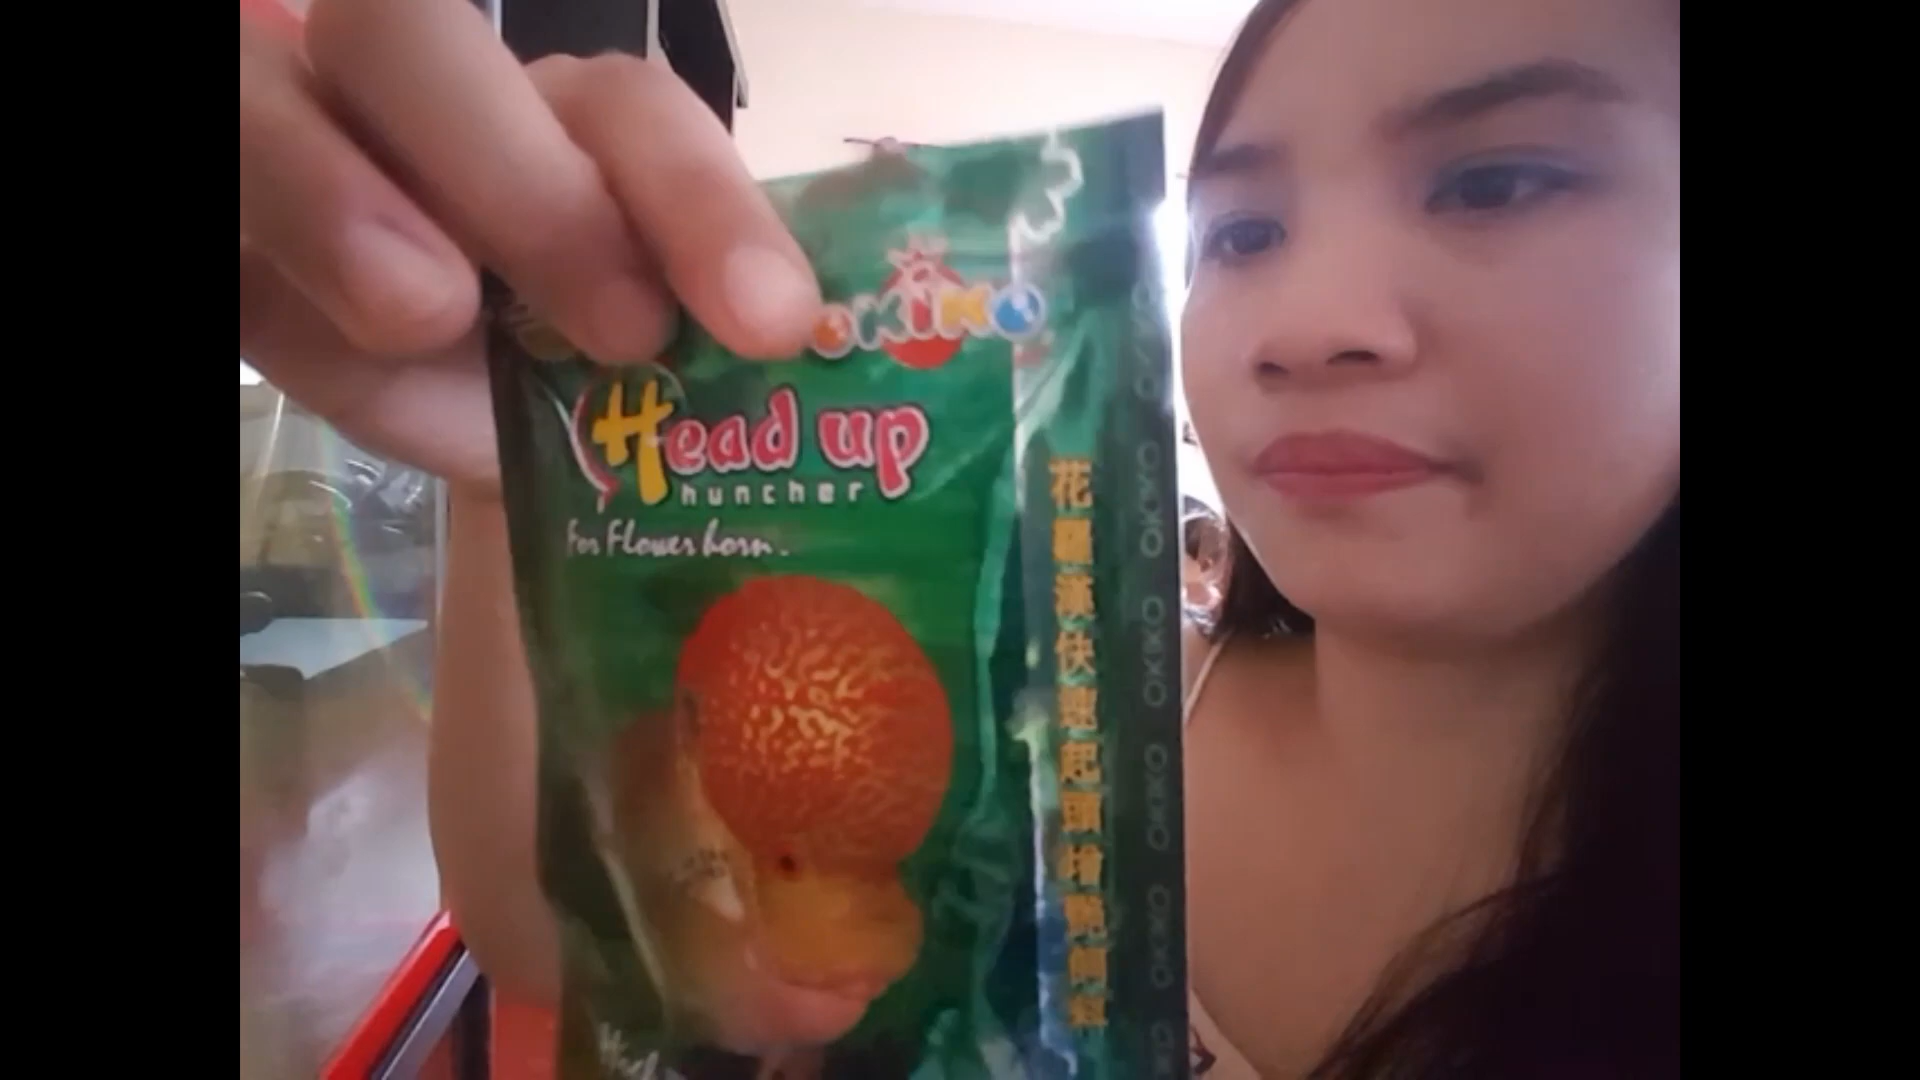 OKIKO
Head up
huncher
For Flower horn.
花羅漢快速起頭增艷飼料
OKIKO OKIKO OKIKO OKIKO OKIKO
Head